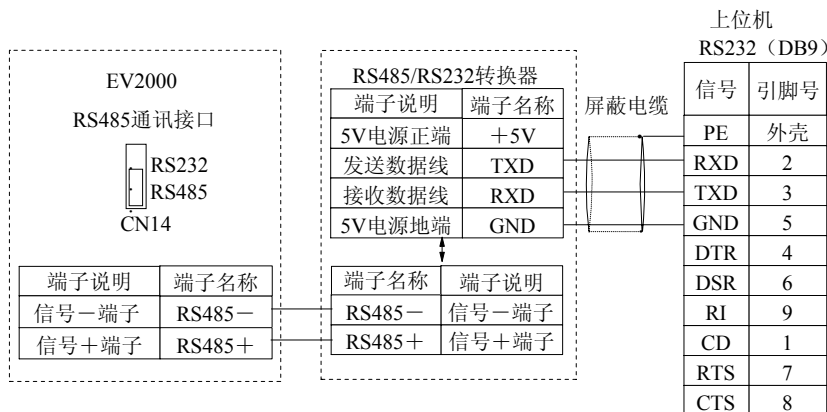 上位机
RS232（DB9）
EV2000
RS485通讯接口
RS232
RS485
CN14
端子说明 端子名称
信号－端子 RS485－
信号＋端子 RS485＋
RS485/RS232转换器
端子说明 端子名称
5V电源正端 ＋5V
发送数据线 TXD
接收数据线 RXD
5V电源地端 GND
端子名称 端子说明
RS485－ 信号－端子
RS485＋ 信号＋端子
屏蔽电缆
信号 引脚号
PE 外壳
RXD 2
TXD 3
GND 5
DTR 4
DSR 6
RI 9
CD 1
RTS 7
CTS 8